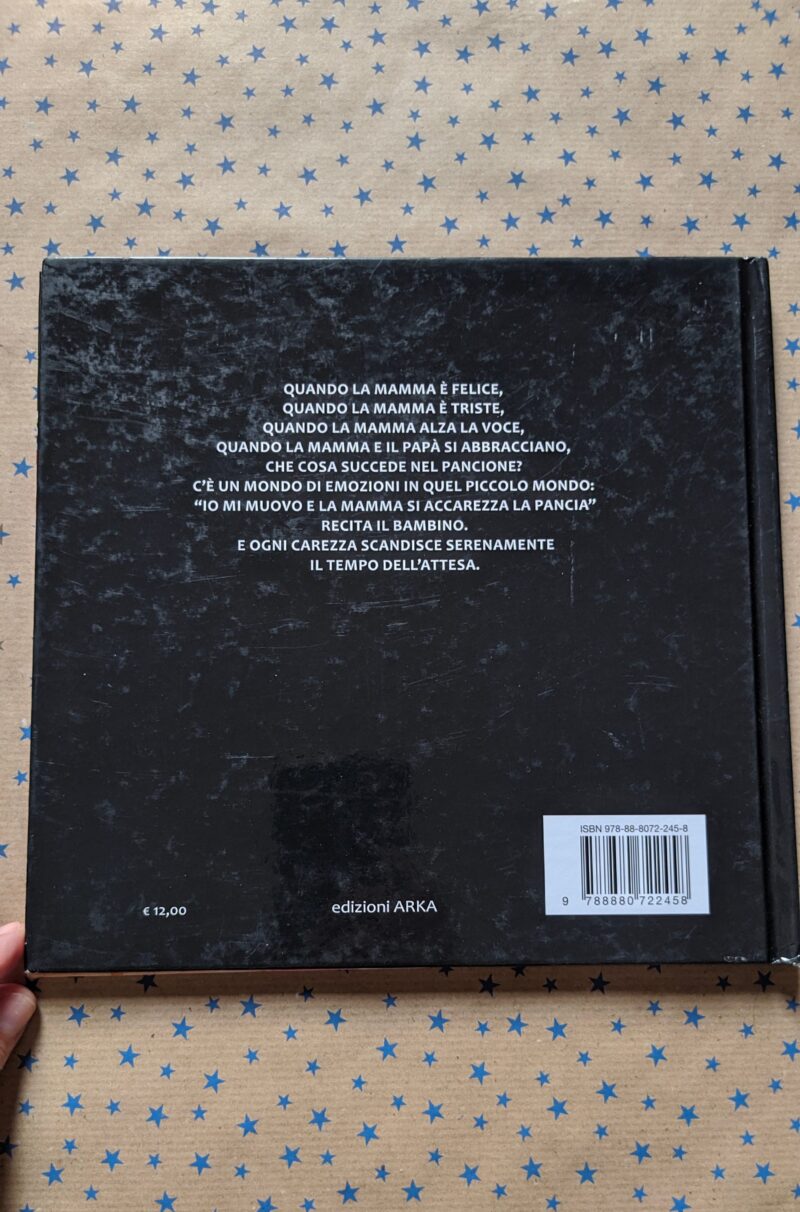 QUANDO LA MAMMA È FELICE,
QUANDO LA MAMMA È TRISTE,
QUANDO LA MAMMA ALZA LA VOCE,
QUANDO LA MAMMA E IL PAPÀ SI ABBRACCIANO,
CHE COSA SUCCEDE NEL PANCIONE?
C'È UN MONDO DI EMOZIONI IN QUEL PICCOLO MONDO:
“IO MI MUOVO E LA MAMMA SI ACCAREZZA LA PANCIA”
RECITA IL BAMBINO.
E OGNI CAREZZA SCANDISCE SERENAMENTE
IL TEMPO DELL'ATTESA.
ISBN 978-88-8072-245-8
9 788880 722458
€ 12,00
edizioni ARKA